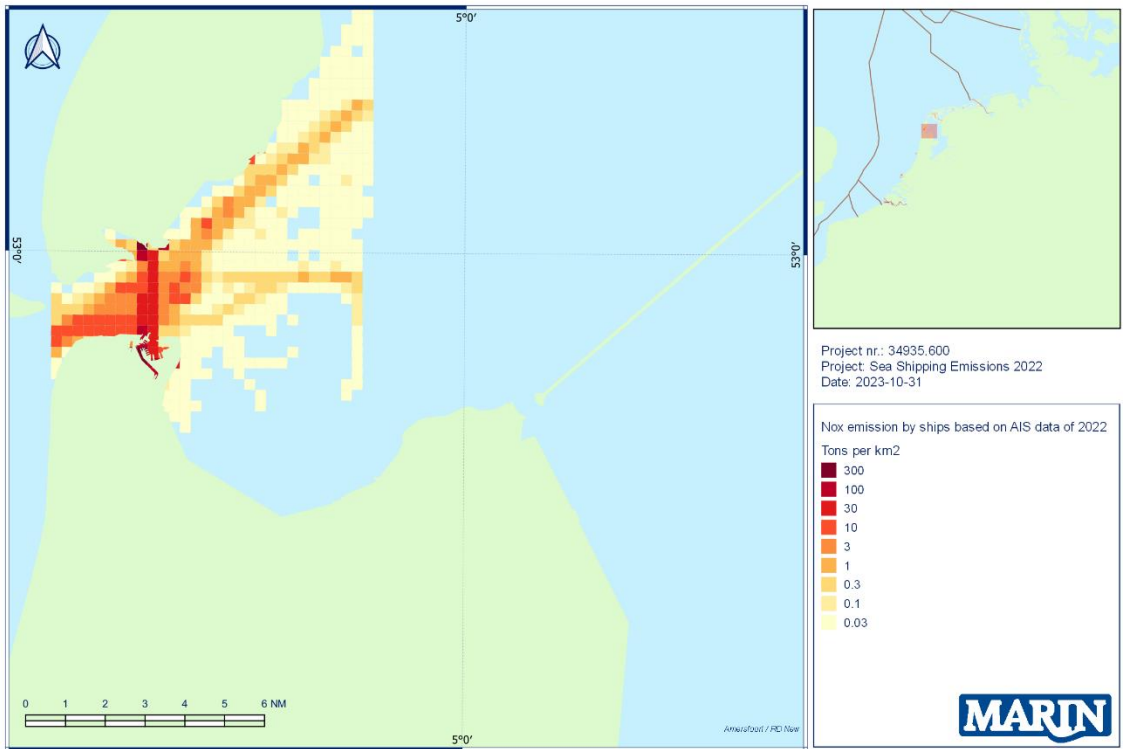 5°0'
53°0'
53°0'
0 1 2 3 4 5 6 NM
5°0'
Amersfoort / RD New
Project nr.: 34935.600
Project: Sea Shipping Emissions 2022
Date: 2023-10-31
Nox emission by ships based on AIS data of 2022
Tons per km2
300
100
30
10
3
1
0.3
0.1
0.03
MARIN